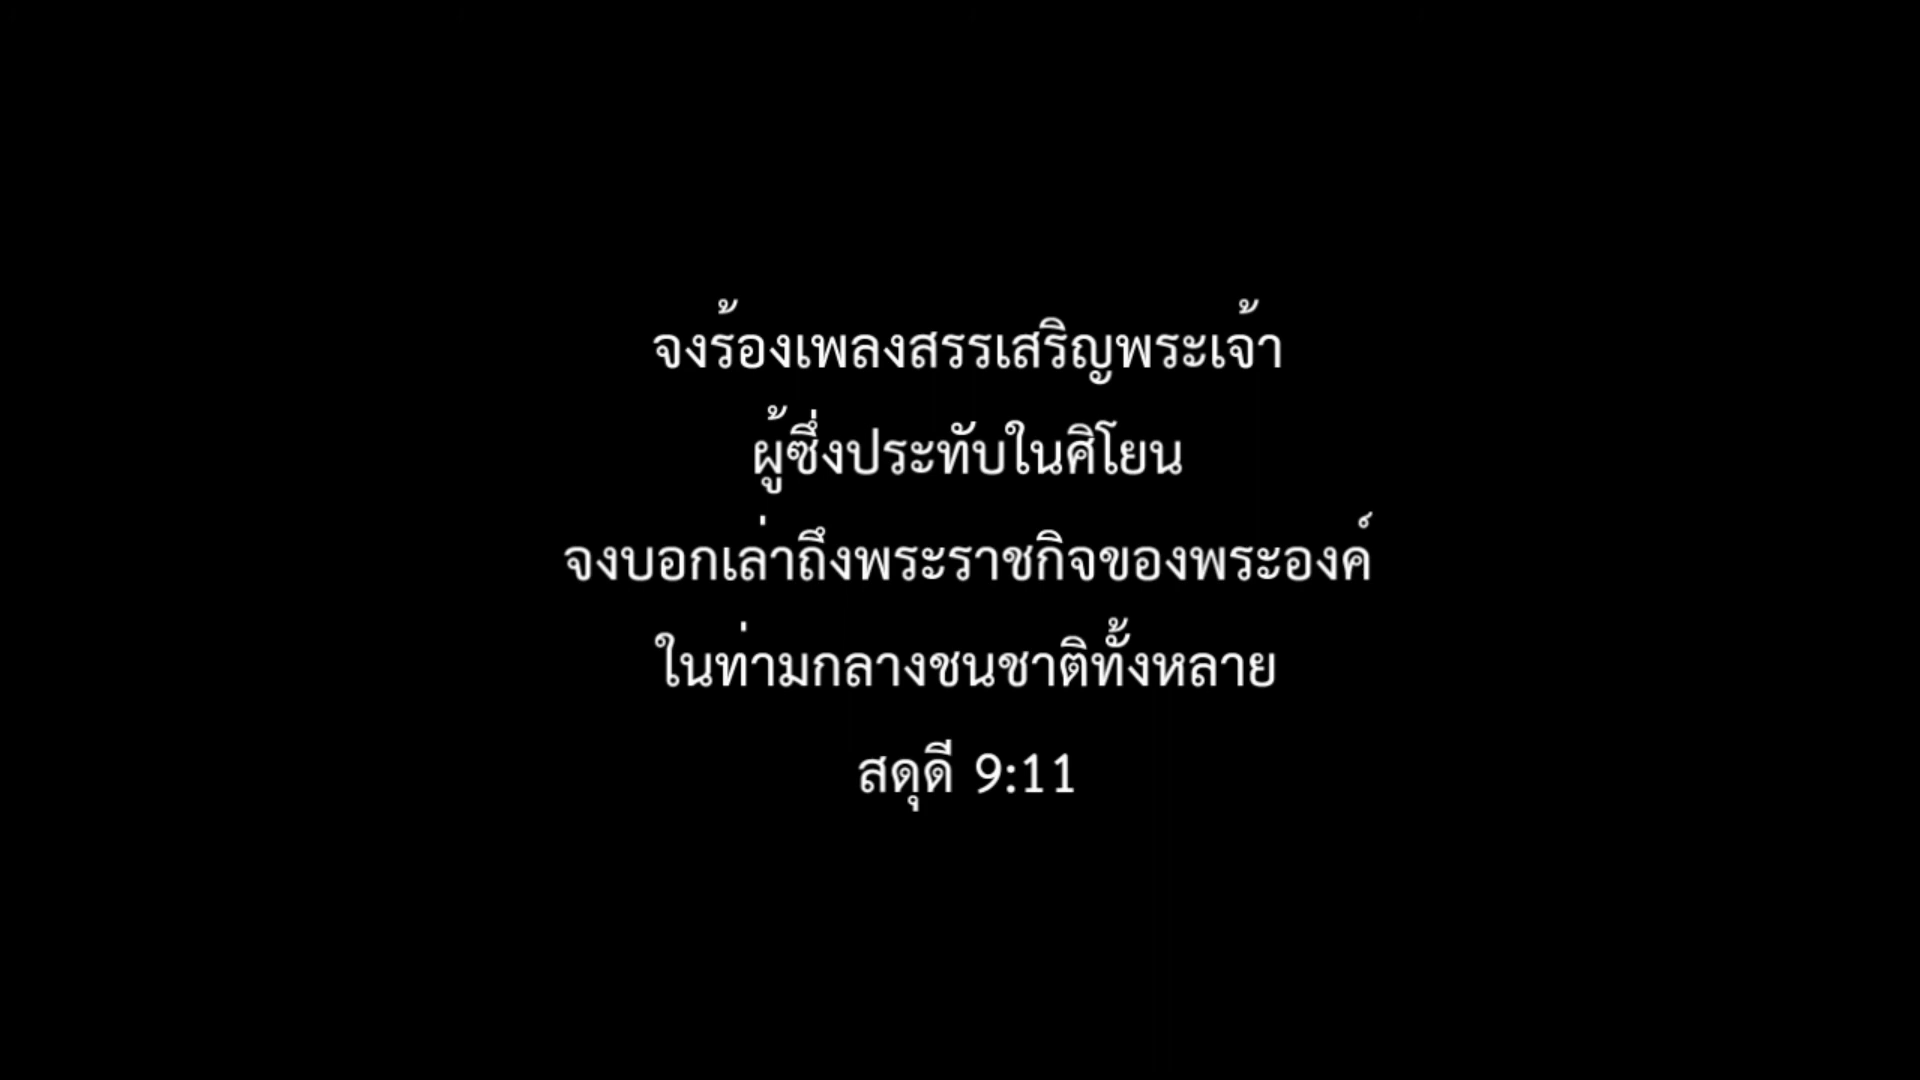 จงร้องเพลงสรรเสริญพระเจ้า
ผู้ซึ่งประทับในศิโยน
จงบอกเล่าถึงพระราชกิจของพระองค์
ในท่ามกลางชนชาติทั้งหลาย
สดุดี 9:11